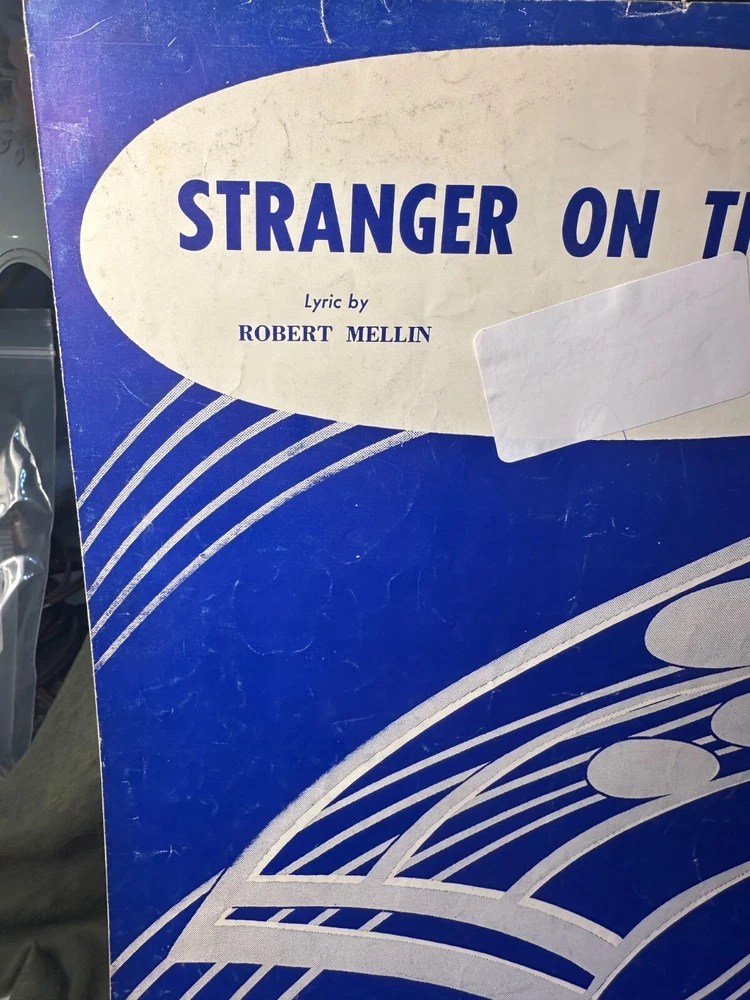 STRANGER ON T
Lyric by
ROBERT MELLIN